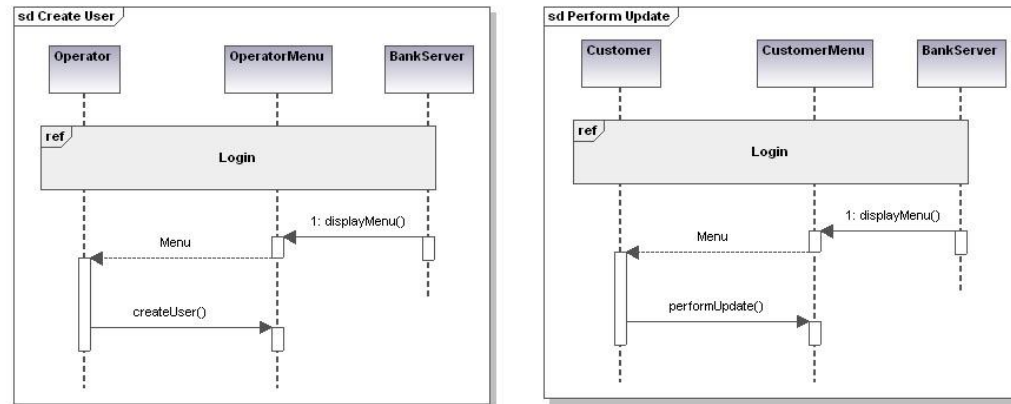 sd Create User
Operator
OperatorMenu
BankServer
ref
Login
1: displayMenu()
Menu
createUser()
sd Perform Update
Customer
CustomerMenu
BankServer
ref
Login
1: displayMenu()
Menu
performUpdate()